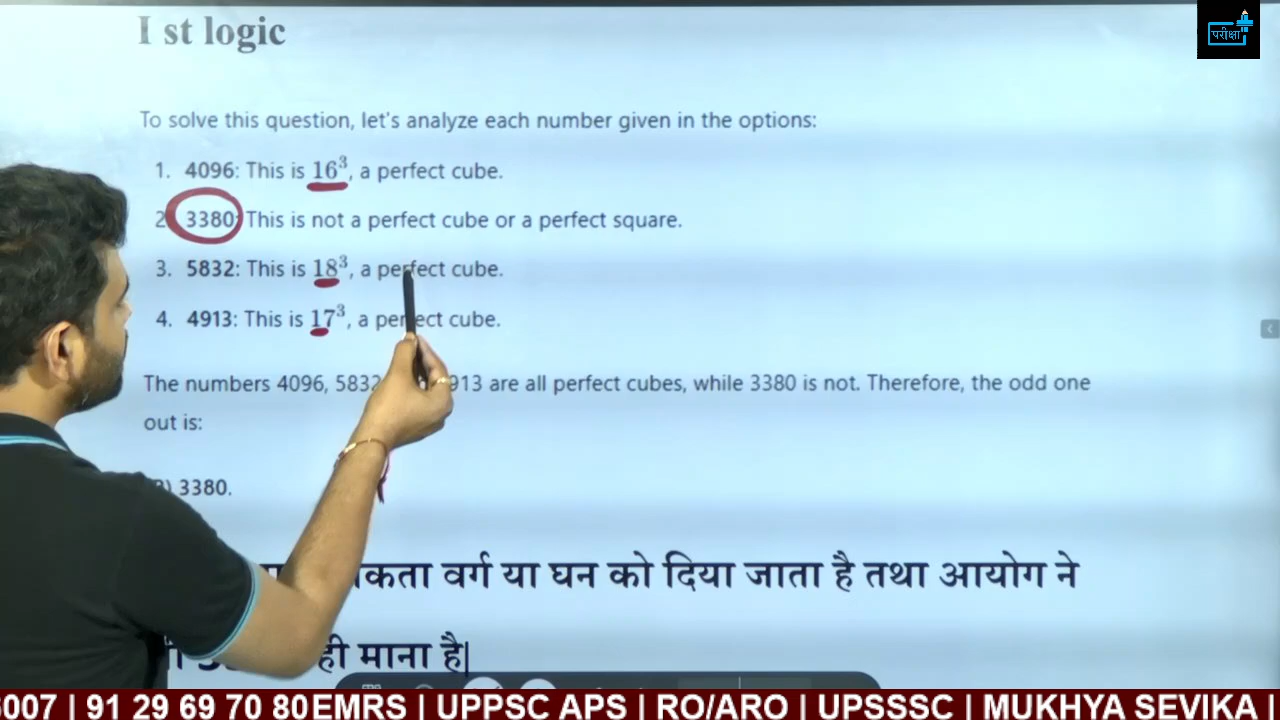 I st logic
परीक्षा
To solve this question, let's analyze each number given in the options:
1. 4096: This is 16³, a perfect cube.
2 3380: This is not a perfect cube or a perfect square.
3. 5832: This is 18³, a perfect cube.
4. 4913: This is 17³, a perfect cube.
The numbers 4096, 5832 913 are all perfect cubes, while 3380 is not. Therefore, the odd one
out is:
) 3380.
कता वर्ग या घन को दिया जाता है तथा आयोग ने
ही माना है|
007 | 91 29 69 70 80 EMRS | UPPSC APS | RO/ARO | UPSSSC | MUKHYA SEVIKA |